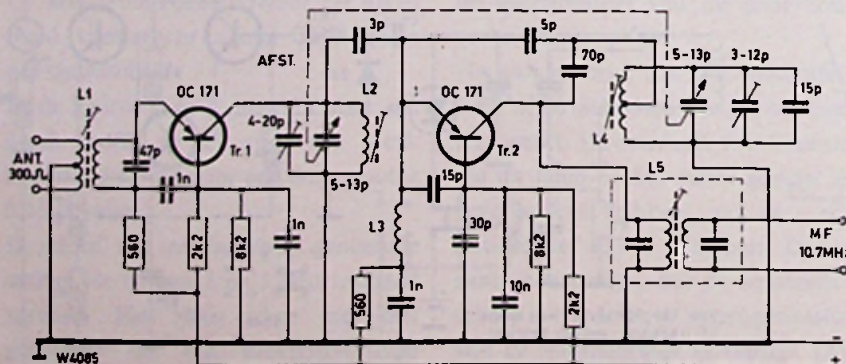 3p
5p
70p
AFST.
5-13p
3-12p
OC 171
L2
OC 171
L1
4-20p
15p
L4
Tr.1
Tr.2
ANT.
300Ω
47p
1n
5-13p
15p
L5
L3
560
2k2
8k2
1n
30p
8k2
MF
10.7MHz
560
1n
10n
2k2
W4085
−
+